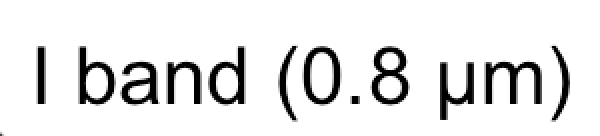 I band (0.8 μm)